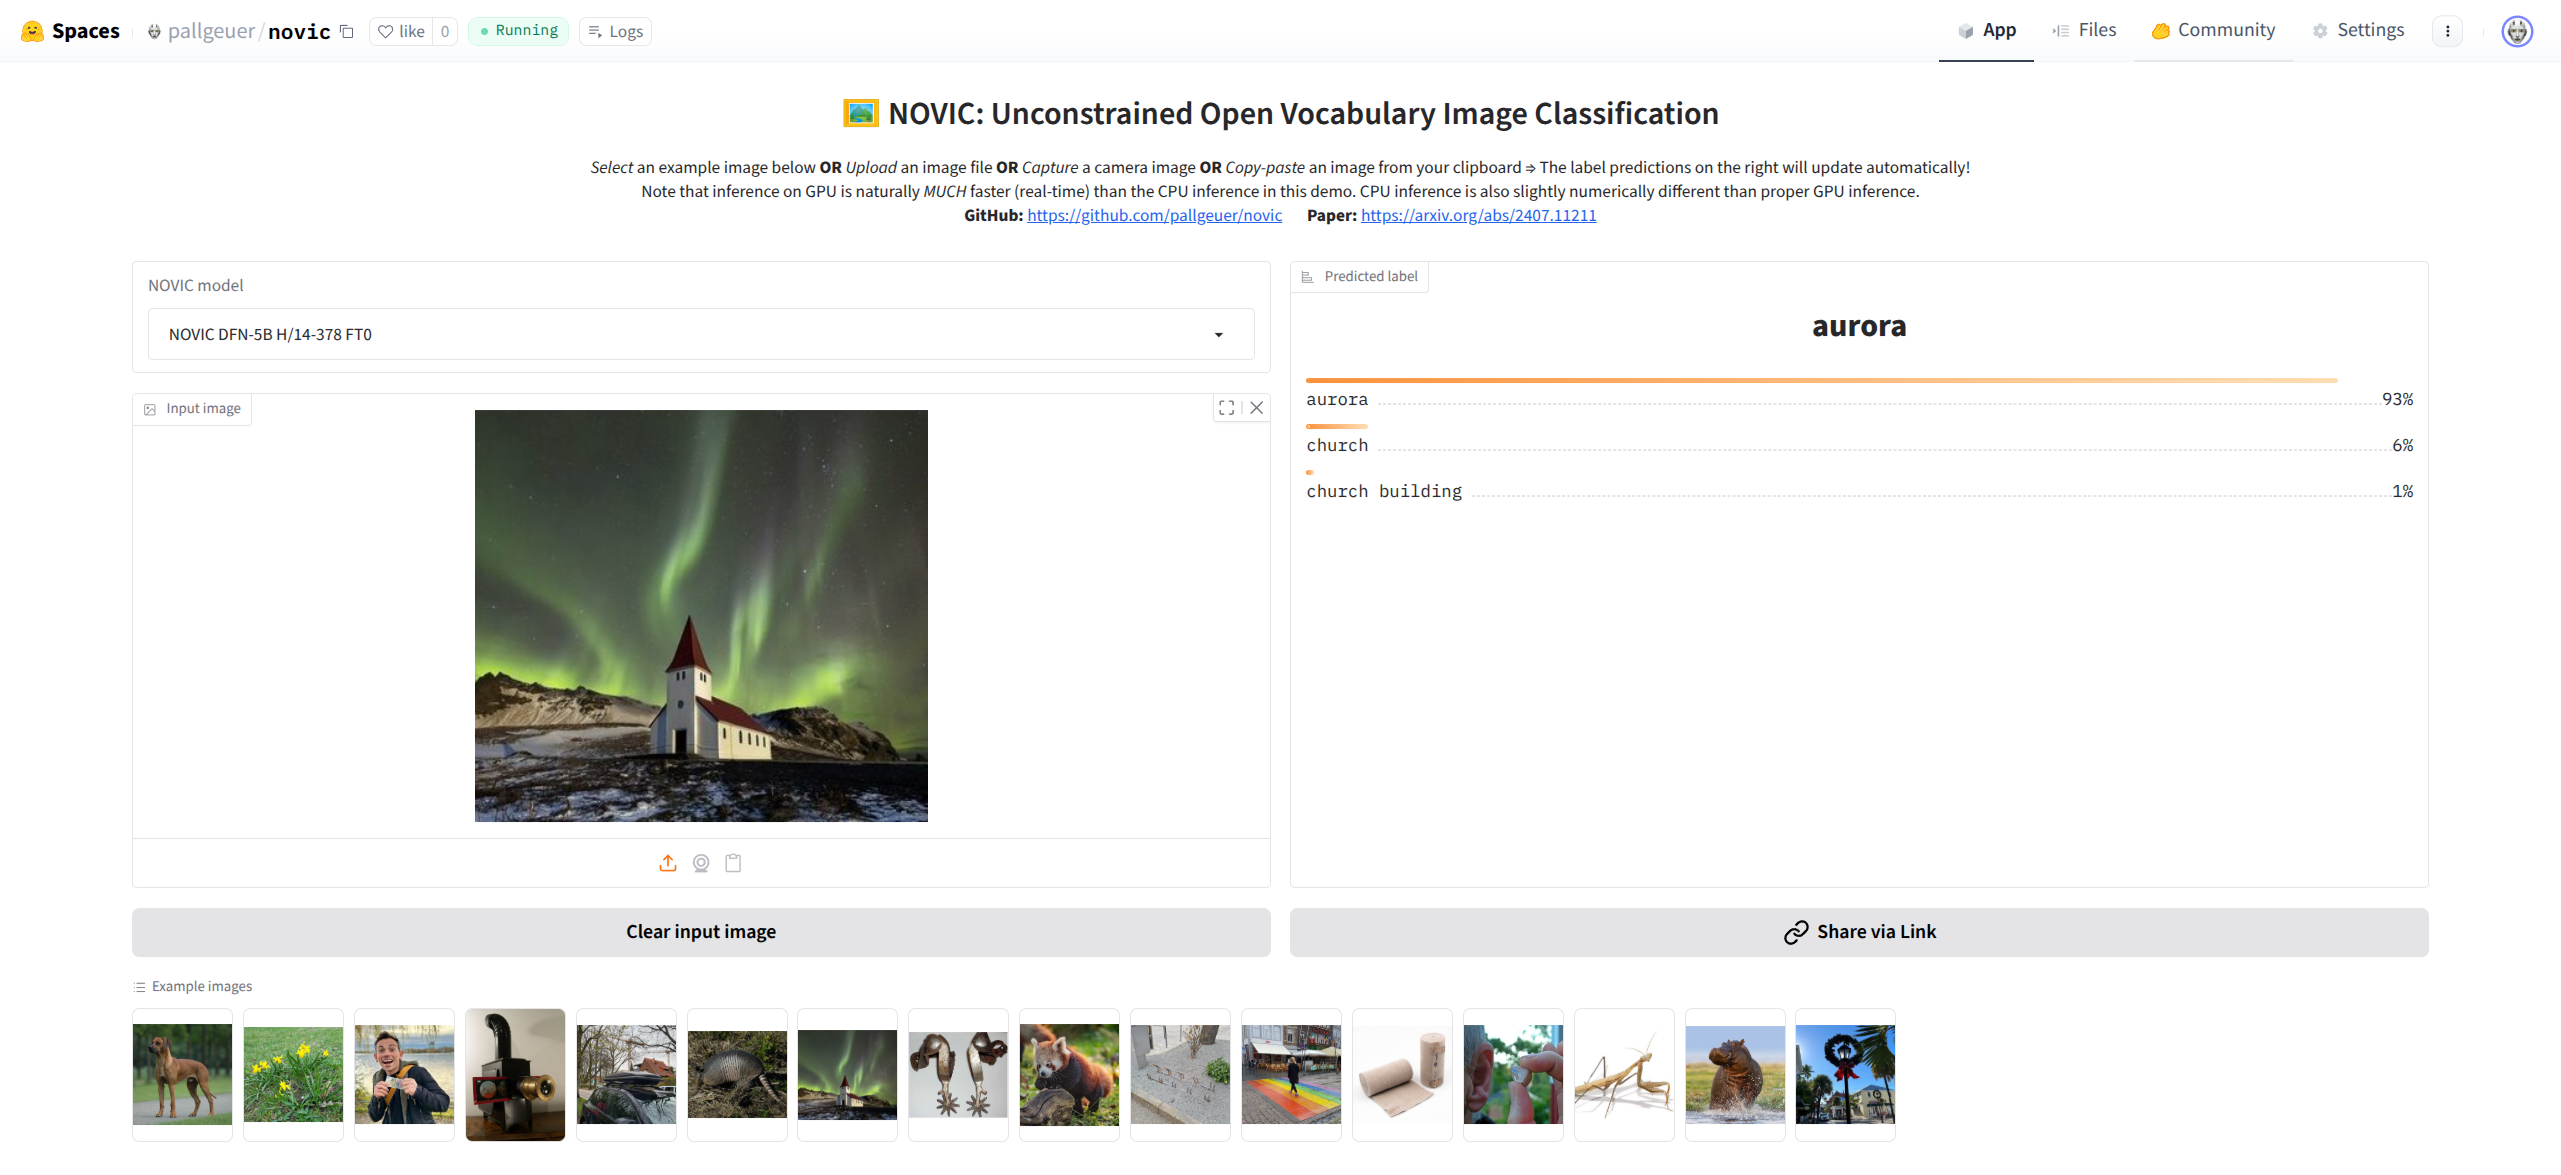 Spaces pallgeuer/novic like 0 Running Logs App Files Community Settings
NOVIC: Unconstrained Open Vocabulary Image Classification
Select an example image below OR Upload an image file OR Capture a camera image OR Copy-paste an image from your clipboard ⇒ The label predictions on the right will update automatically!
Note that inference on GPU is naturally MUCH faster (real-time) than the CPU inference in this demo. CPU inference is also slightly numerically different than proper GPU inference.
GitHub: https://github.com/pallgeuer/novic Paper: https://arxiv.org/abs/2407.11211
NOVIC model
NOVIC DFN-5B H/14-378 FT0
Input image
Predicted label
aurora
aurora 93%
church 6%
church building 1%
Clear input image
Share via Link
Example images